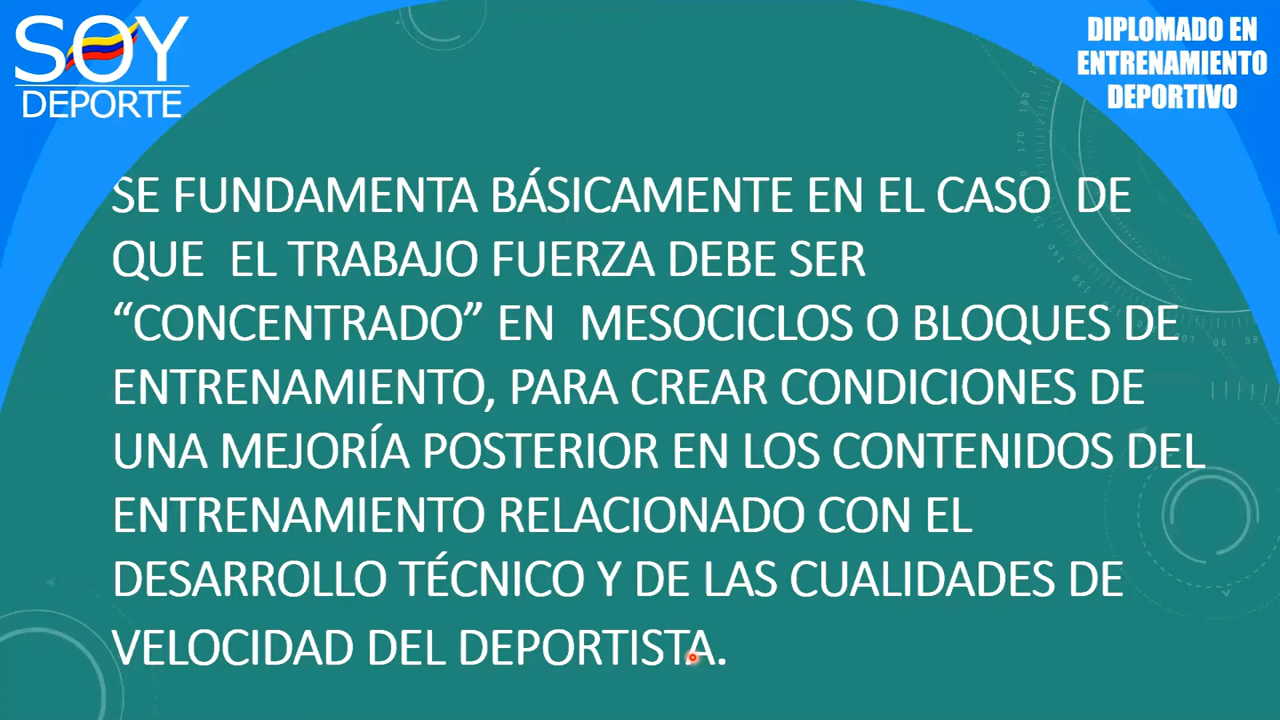 SOY
DEPORTE
DIPLOMADO EN
ENTRENAMIENTO
DEPORTIVO
SE FUNDAMENTA BÁSICAMENTE EN EL CASO DE
QUE EL TRABAJO FUERZA DEBE SER
“CONCENTRADO” EN MESOCICLOS O BLOQUES DE
ENTRENAMIENTO, PARA CREAR CONDICIONES DE
UNA MEJORÍA POSTERIOR EN LOS CONTENIDOS DEL
ENTRENAMIENTO RELACIONADO CON EL
DESARROLLO TÉCNICO Y DE LAS CUALIDADES DE
VELOCIDAD DEL DEPORTISTA.